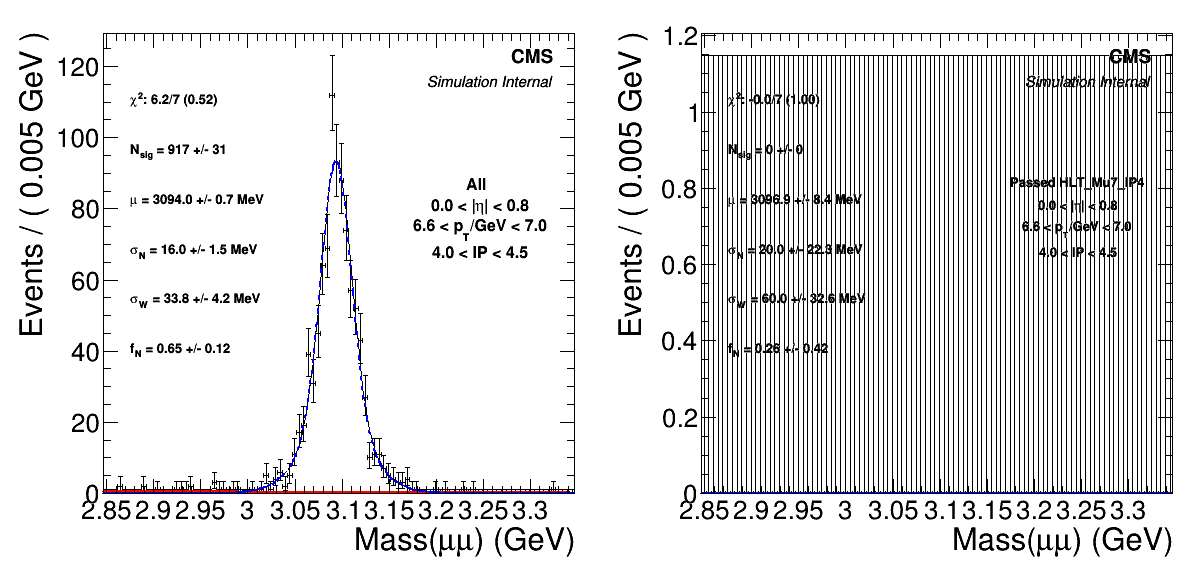 CMS
Simulation Internal
χ²: 6.2/7 (0.52)
N_sig = 917 +/- 31
μ = 3094.0 +/- 0.7 MeV
σ_N = 16.0 +/- 1.5 MeV
σ_W = 33.8 +/- 4.2 MeV
f_N = 0.65 +/- 0.12
All
0.0 < |η| < 0.8
6.6 < p_T/GeV < 7.0
4.0 < IP < 4.5
Events / ( 0.005 GeV )
120
100
80
60
40
20
0
2.85 2.9 2.95 3 3.05 3.1 3.15 3.2 3.25 3.3
Mass(μμ) (GeV)
CMS
Simulation Internal
χ²: -0.0/7 (1.00)
N_sig = 0 +/- 0
μ = 3096.9 +/- 8.4 MeV
σ_N = 20.0 +/- 22.3 MeV
σ_W = 60.0 +/- 32.6 MeV
f_N = 0.26 +/- 0.42
Passed HLT_Mu7_IP4
0.0 < |η| < 0.8
6.6 < p_T/GeV < 7.0
4.0 < IP < 4.5
Events / ( 0.005 GeV )
1.2
1
0.8
0.6
0.4
0.2
0
2.85 2.9 2.95 3 3.05 3.1 3.15 3.2 3.25 3.3
Mass(μμ) (GeV)